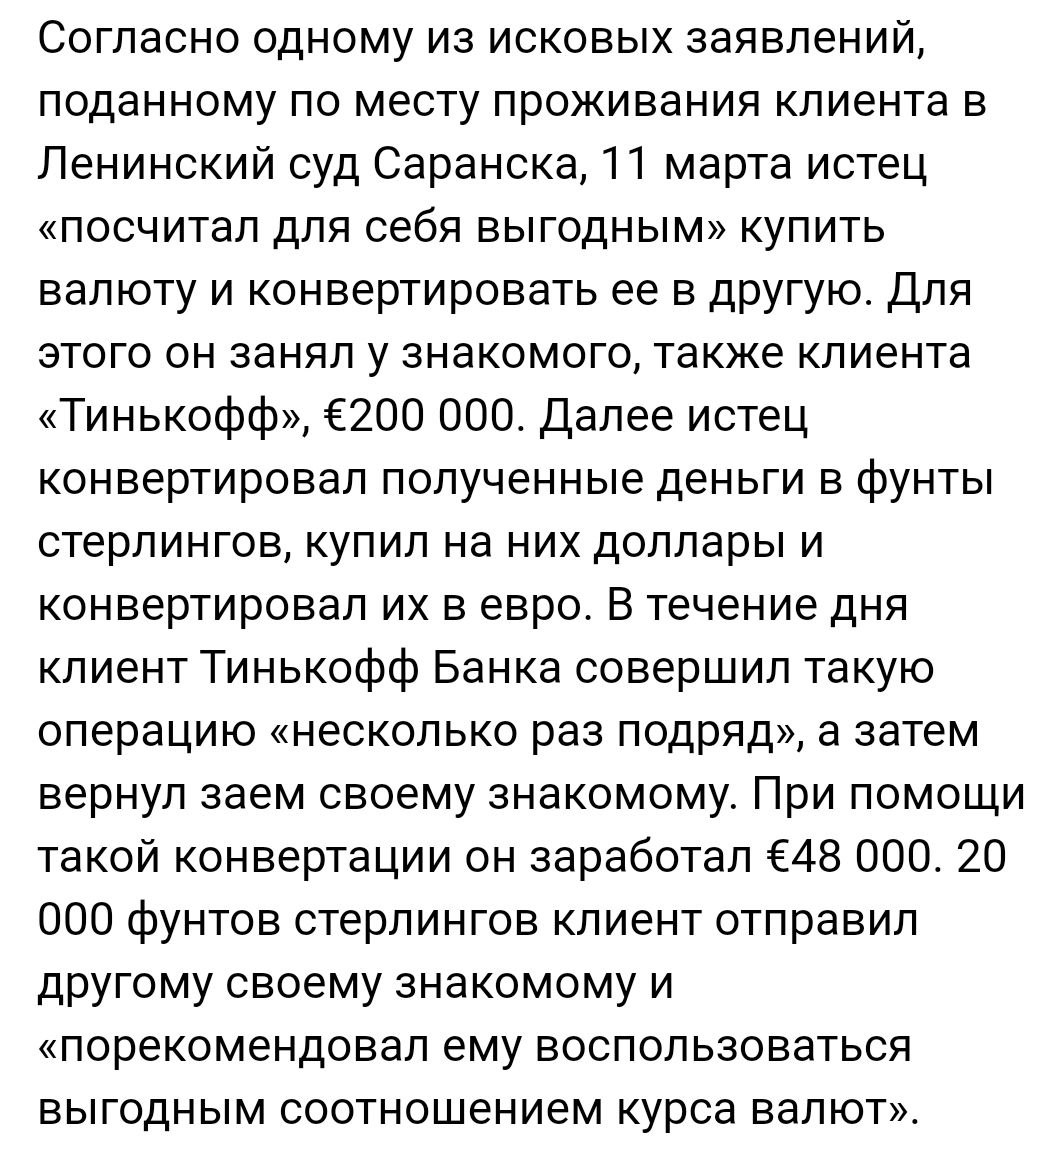 Согласно одному из исковых заявлений,
поданному по месту проживания клиента в
Ленинский суд Саранска, 11 марта истец
«посчитал для себя выгодным» купить
валюту и конвертировать ее в другую. Для
этого он занял у знакомого, также клиента
«Тинькофф», €200 000. Далее истец
конвертировал полученные деньги в фунты
стерлингов, купил на них доллары и
конвертировал их в евро. В течение дня
клиент Тинькофф Банка совершил такую
операцию «несколько раз подряд», а затем
вернул заем своему знакомому. При помощи
такой конвертации он заработал €48 000. 20
000 фунтов стерлингов клиент отправил
другому своему знакомому и
«порекомендовал ему воспользоваться
выгодным соотношением курса валют».